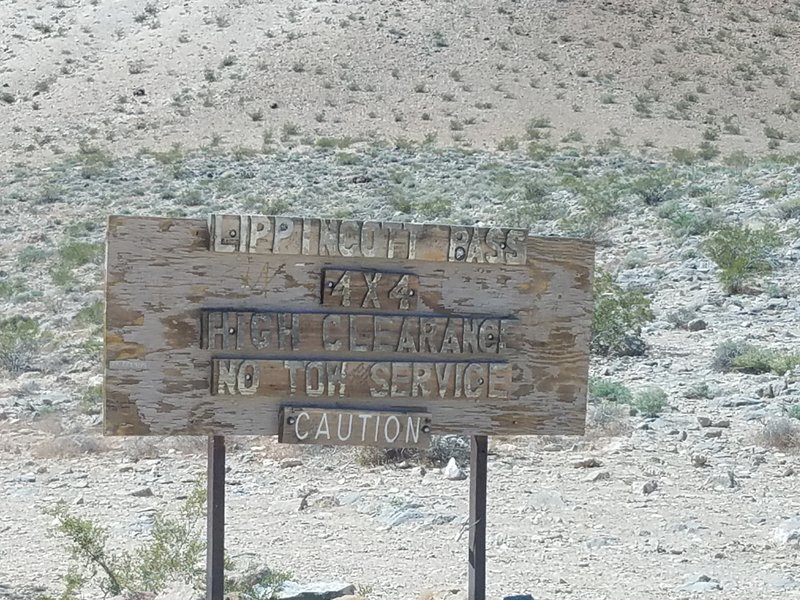 LIPPINCOTT PASS
4X4
HIGH CLEARANCE
NO TOW SERVICE
CAUTION